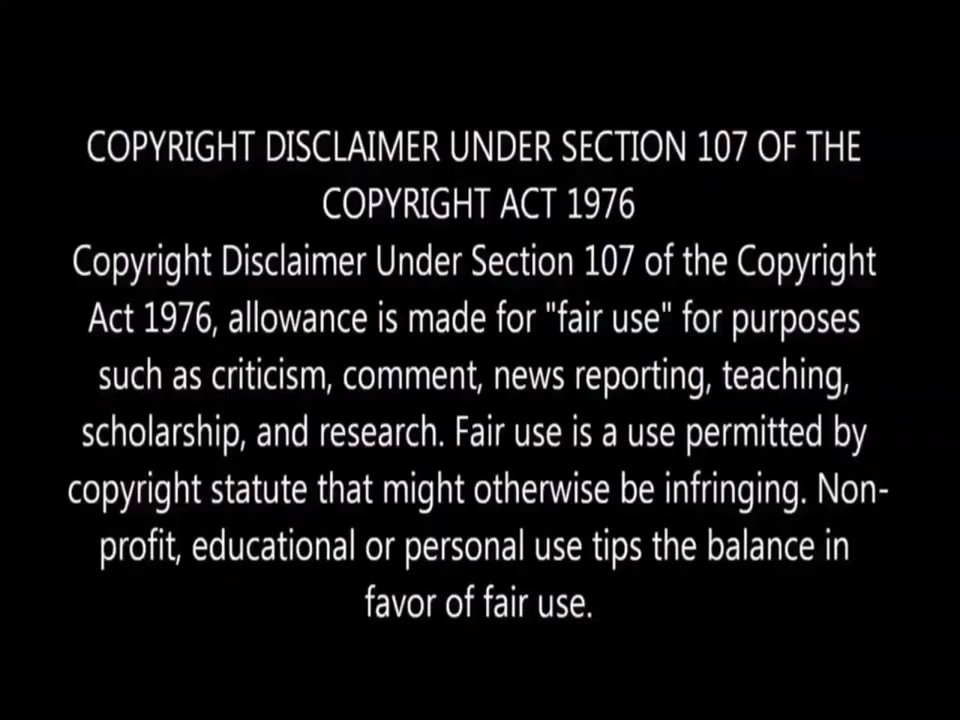 COPYRIGHT DISCLAIMER UNDER SECTION 107 OF THE
COPYRIGHT ACT 1976
Copyright Disclaimer Under Section 107 of the Copyright
Act 1976, allowance is made for "fair use" for purposes
such as criticism, comment, news reporting, teaching,
scholarship, and research. Fair use is a use permitted by
copyright statute that might otherwise be infringing. Non-
profit, educational or personal use tips the balance in
favor of fair use.